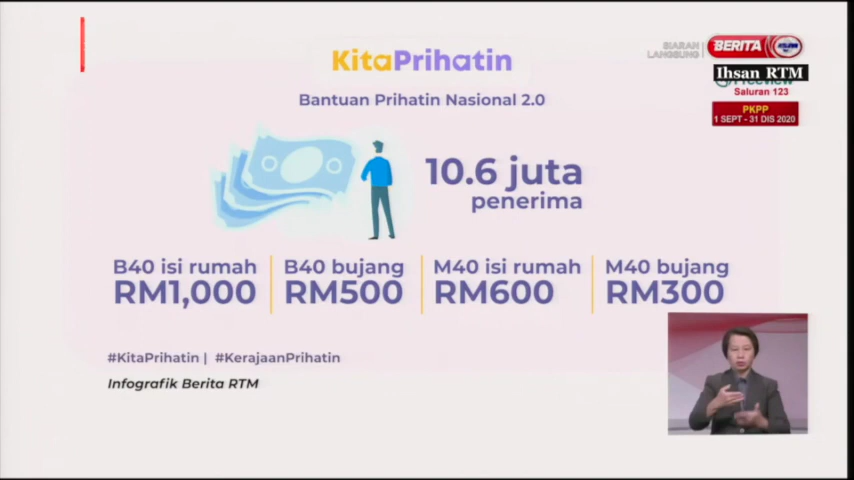 KitaPrihatin
Bantuan Prihatin Nasional 2.0
SIARAN
LANGSUNG
BERITA
Ihsan RTM
Saluran 123
PKPP
1 SEPT - 31 DIS 2020
10.6 juta
penerima
B40 isi rumah
RM1,000
B40 bujang
RM500
M40 isi rumah
RM600
M40 bujang
RM300
#KitaPrihatin | #KerajaanPrihatin
Infografik Berita RTM